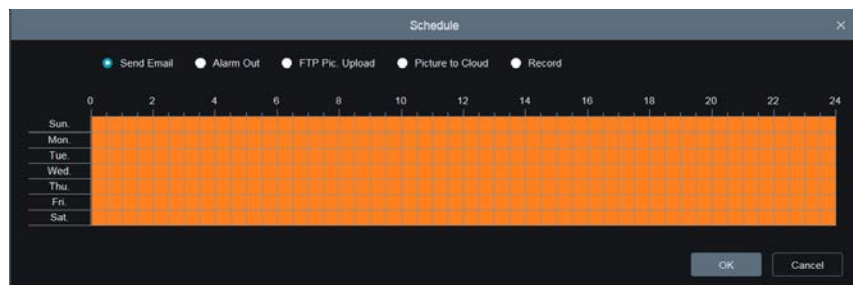 Schedule
Send Email Alarm Out FTP Pic. Upload Picture to Cloud Record
0 2 4 6 8 10 12 14 16 18 20 22 24
Sun.
Mon.
Tue.
Wed.
Thu.
Fri.
Sat.
OK Cancel